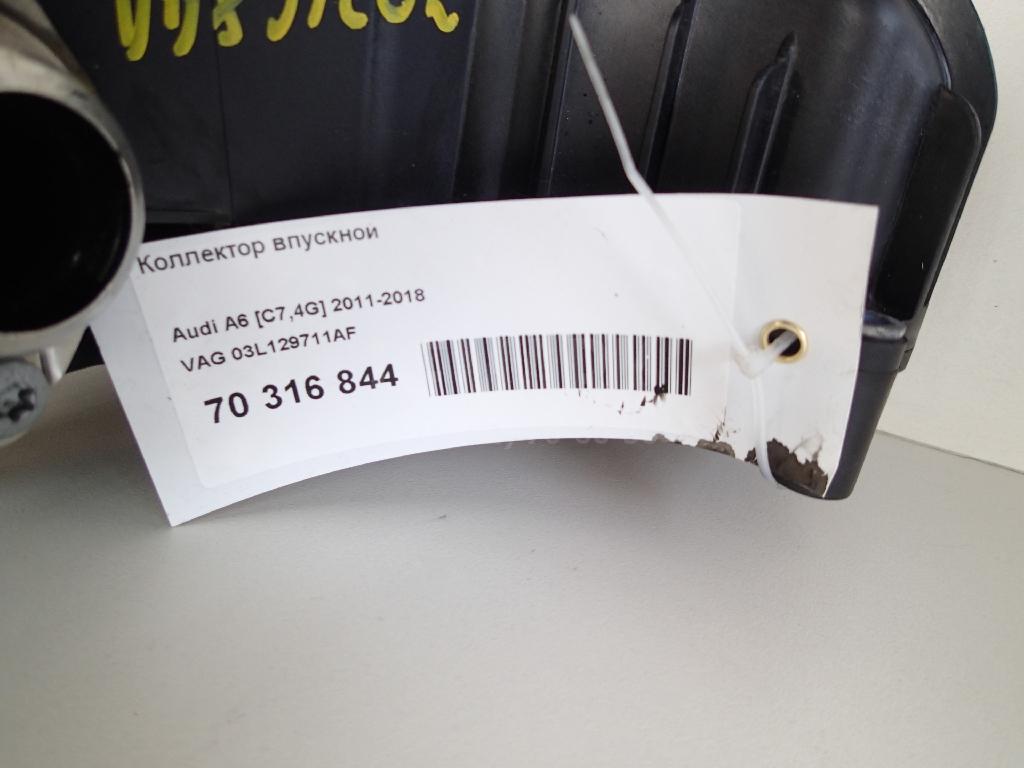 Коллектор впускной
Audi A6 [C7,4G] 2011-2018
VAG 03L129711AF
70 316 844